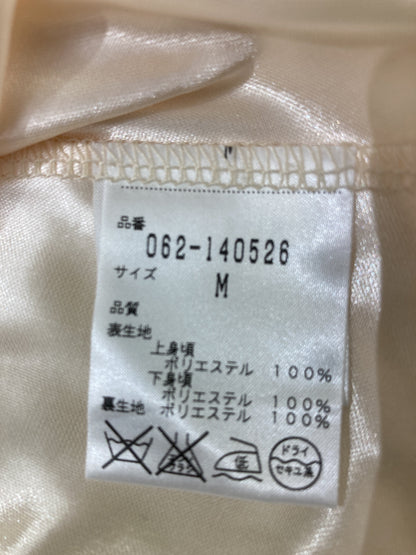 品番
062-140526
サイズ
M
品質
表生地
上身頃
ポリエステル 100%
下身頃
ポリエステル 100%
裏生地 ポリエステル 100%
低
ドライ
セキユ系